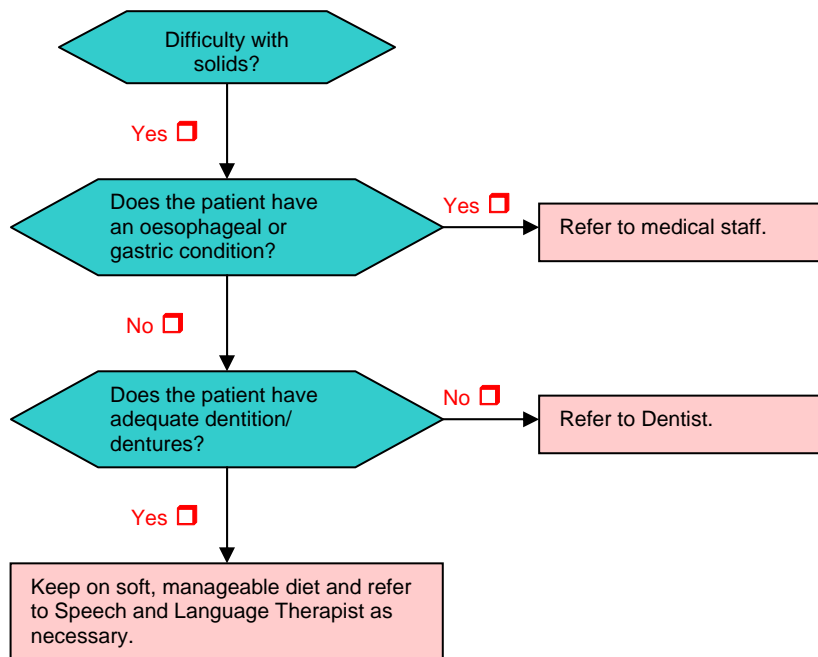 Difficulty with
solids?
Yes ❒
Does the patient have
an oesophageal or
gastric condition?
Yes ❒
Refer to medical staff.
No ❒
Does the patient have
adequate dentition/
dentures?
No ❒
Refer to Dentist.
Yes ❒
Keep on soft, manageable diet and refer
to Speech and Language Therapist as
necessary.